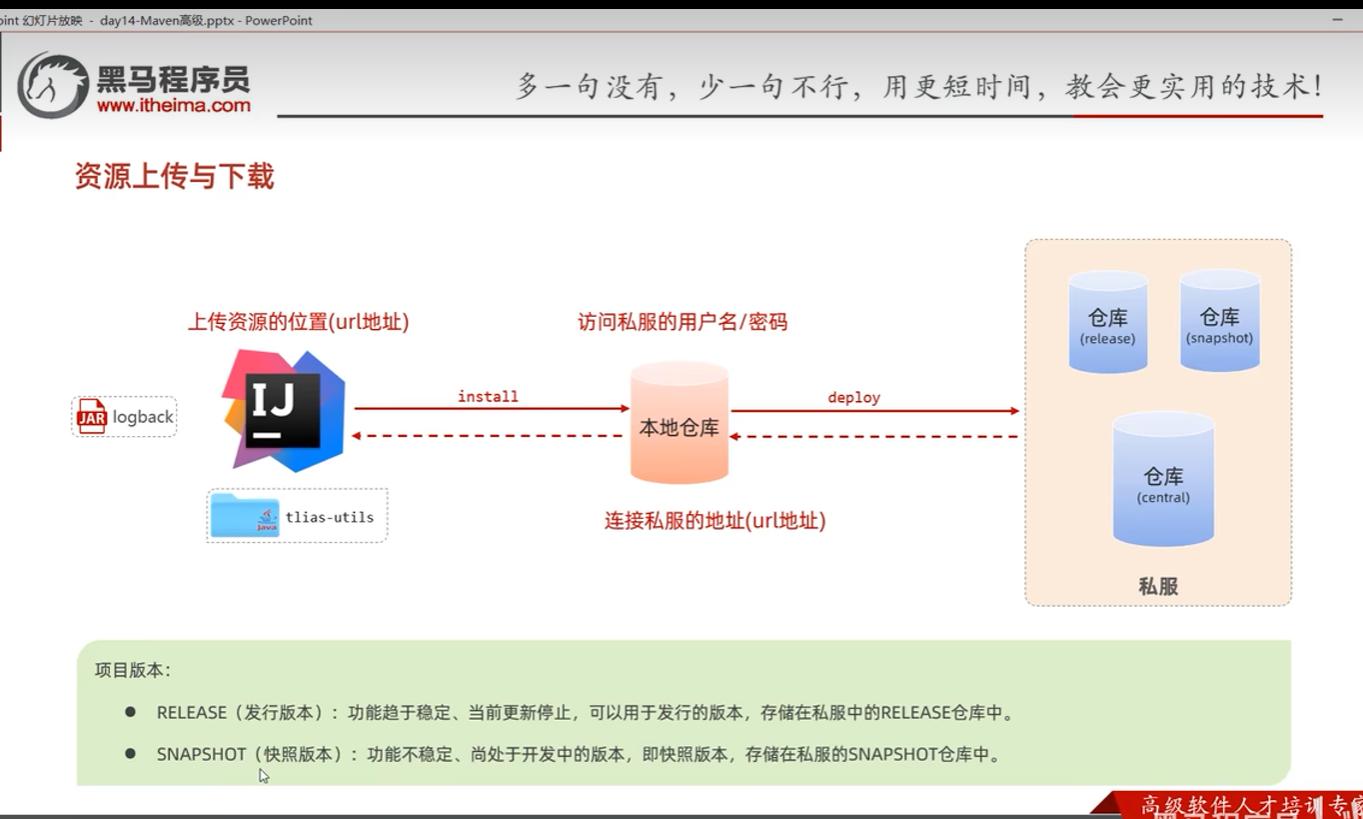 oint 幻灯片放映 - day14-Maven高级.pptx - PowerPoint
黑马程序员
www.itheima.com
多一句没有，少一句不行，用更短时间，教会更实用的技术！
资源上传与下载
上传资源的位置(url地址)
访问私服的用户名/密码
仓库
(release)
仓库
(snapshot)
JAR logback
IJ
install
本地仓库
deploy
仓库
(central)
Java tlias-utils
连接私服的地址(url地址)
私服
项目版本：
● RELEASE（发行版本）：功能趋于稳定、当前更新停止，可以用于发行的版本，存储在私服中的RELEASE仓库中。
● SNAPSHOT（快照版本）：功能不稳定、尚处于开发中的版本，即快照版本，存储在私服的SNAPSHOT仓库中。
高级软件人才培训专家